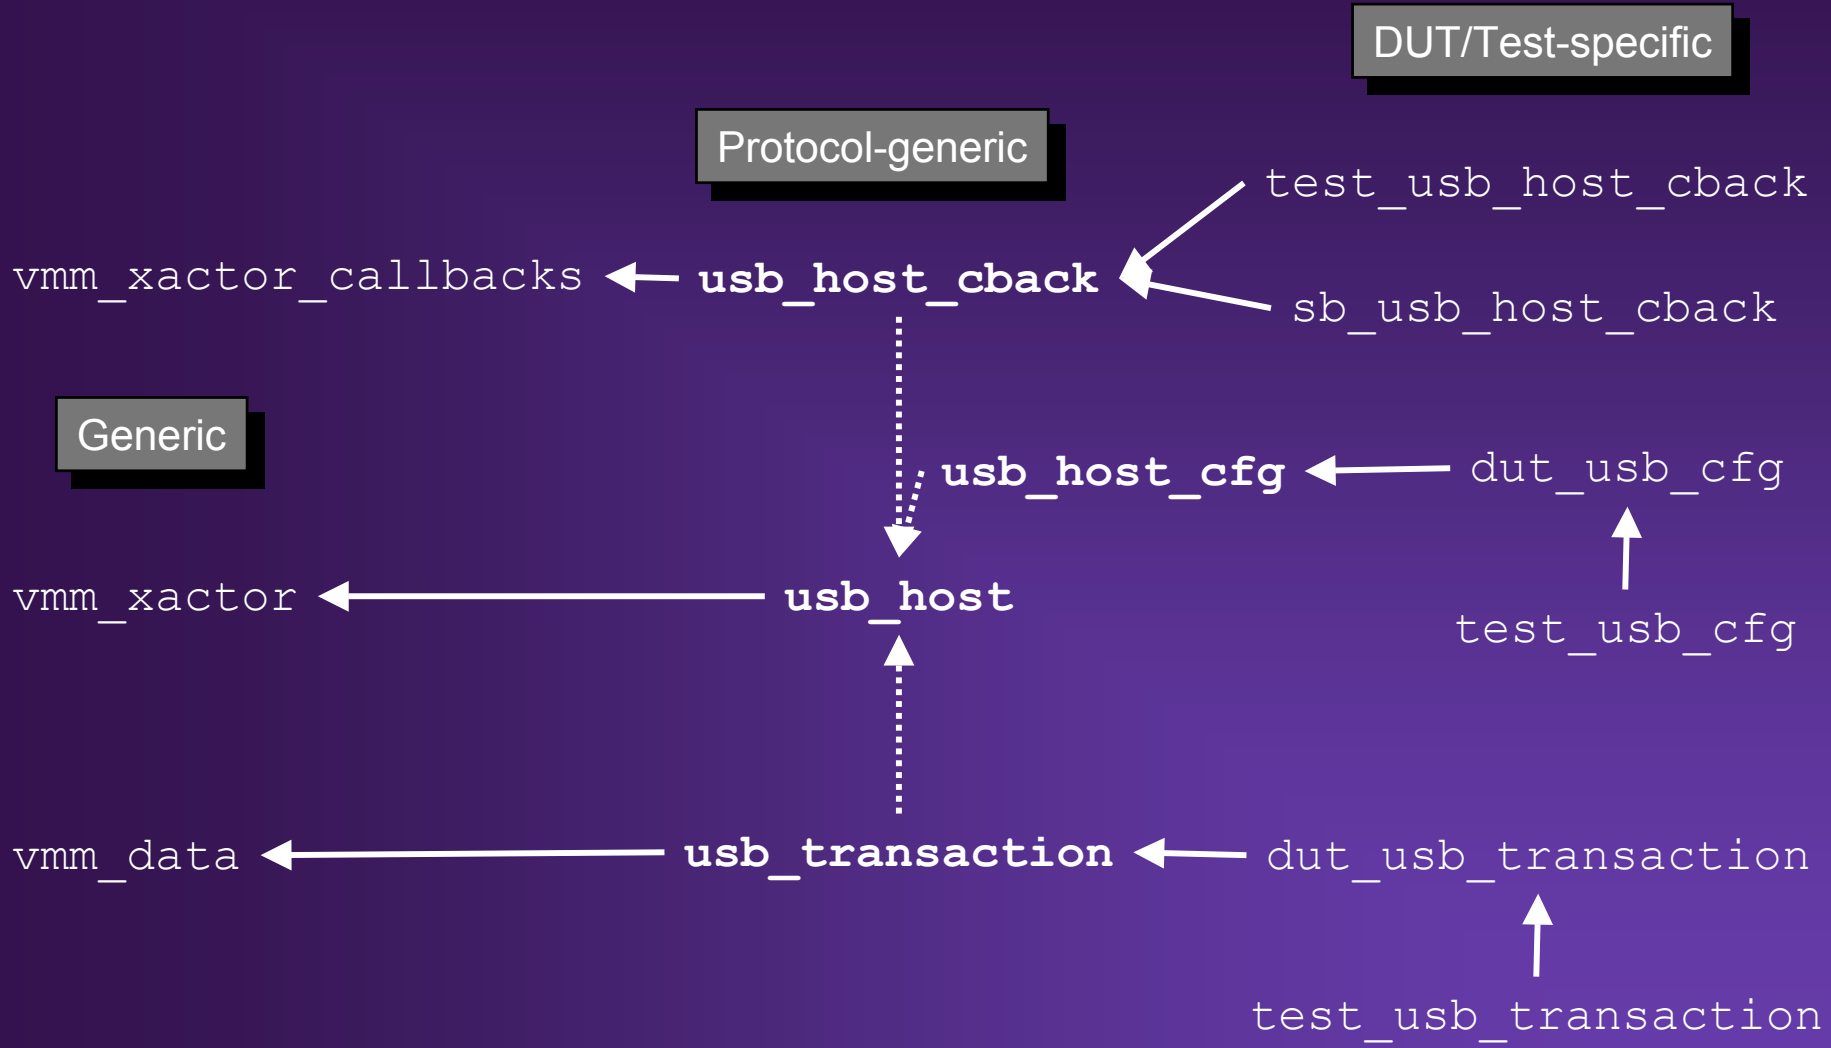 DUT/Test-specific
Protocol-generic
test_usb_host_cback
vmm_xactor_callbacks
usb_host_cback
sb_usb_host_cback
Generic
usb_host_cfg
dut_usb_cfg
vmm_xactor
usb_host
test_usb_cfg
vmm_data
usb_transaction
dut_usb_transaction
test_usb_transaction